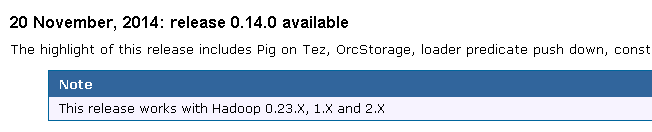 20 November, 2014: release 0.14.0 available
The highlight of this release includes Pig on Tez, OrcStorage, loader predicate push down, const
Note
This release works with Hadoop 0.23.X, 1.X and 2.X